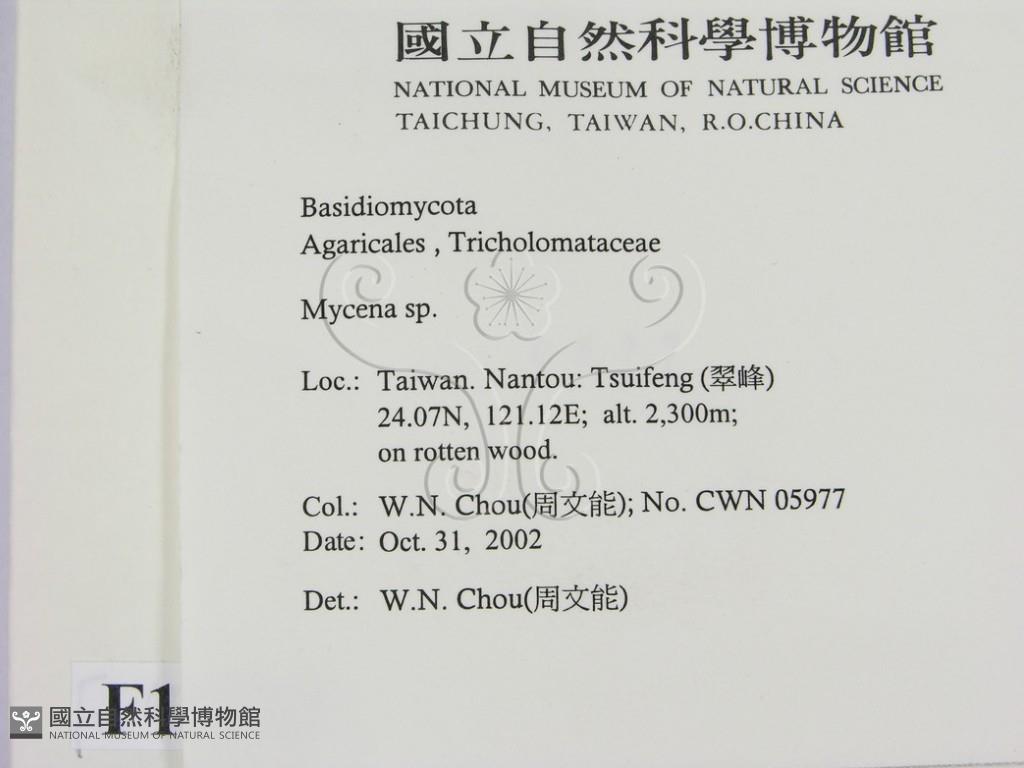 國立自然科學博物館
NATIONAL MUSEUM OF NATURAL SCIENCE
TAICHUNG, TAIWAN, R.O.CHINA
Basidiomycota
Agaricales , Tricholomataceae
Mycena sp.
Loc.: Taiwan. Nantou: Tsuifeng (翠峰)
24.07N, 121.12E; alt. 2,300m;
on rotten wood.
Col.: W.N. Chou(周文能); No. CWN 05977
Date: Oct. 31, 2002
Det.: W.N. Chou(周文能)
F1
國立自然科學博物館
NATIONAL MUSEUM OF NATURAL SCIENCE